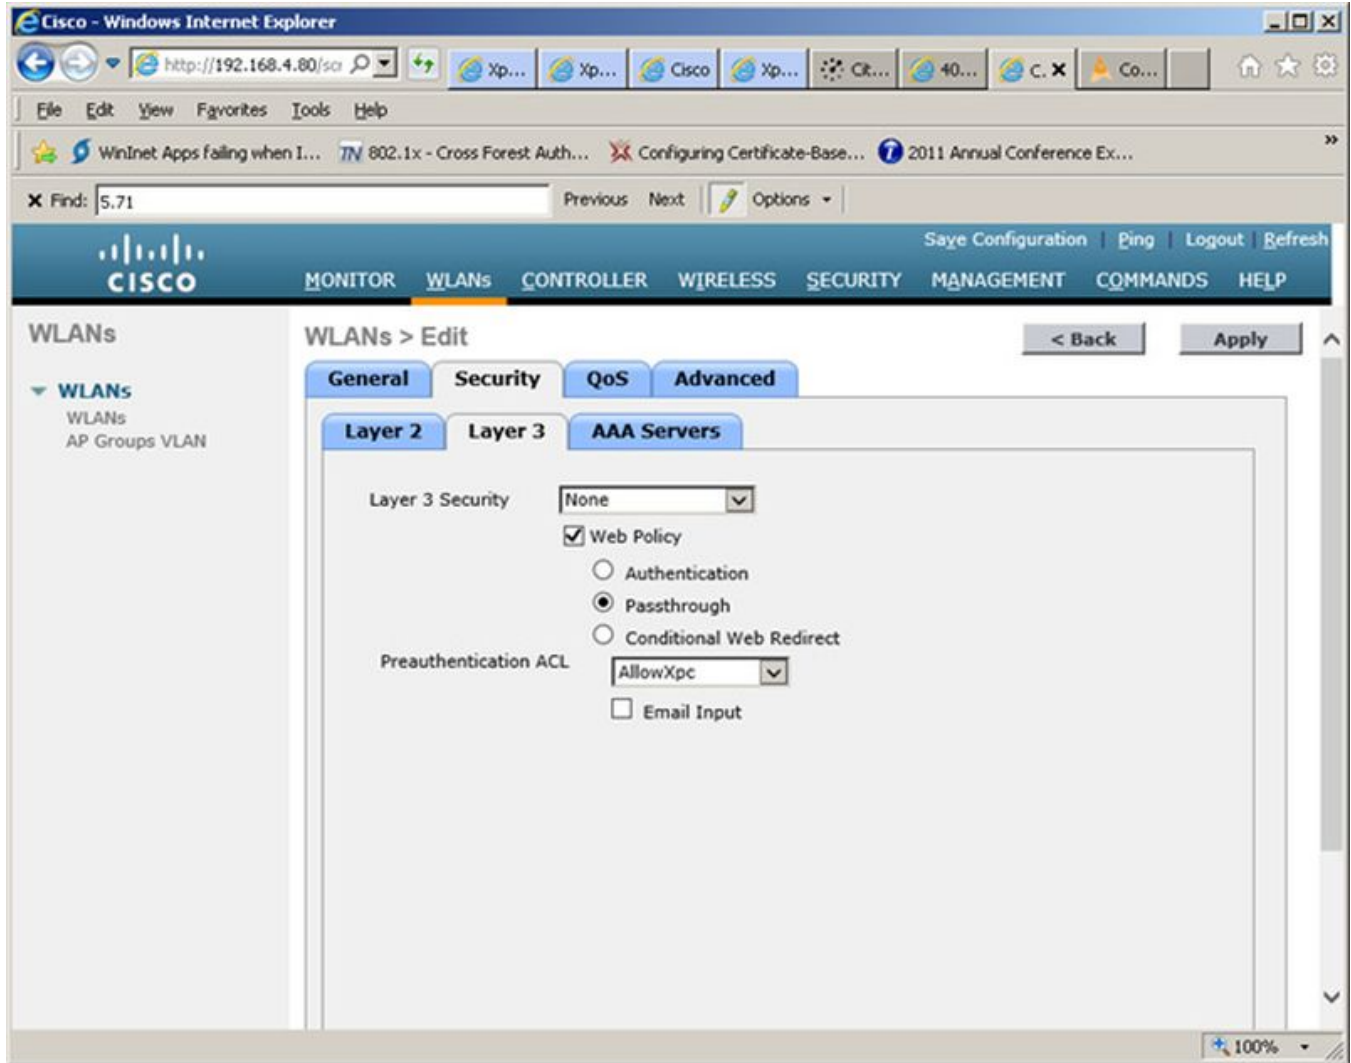 Cisco - Windows Internet Explorer
http://192.168.4.80/scr
Xp...
Xp...
Cisco
Xp...
Cit...
40...
C.
Co...
File Edit View Favorites Tools Help
WinInet Apps failing when I...
802.1x - Cross Forest Auth...
Configuring Certificate-Base...
2011 Annual Conference Ex...
Find: 5.71 Previous Next Options
Save Configuration | Ping | Logout | Refresh
CISCO
MONITOR WLANs CONTROLLER WIRELESS SECURITY MANAGEMENT COMMANDS HELP
WLANs
WLANs
WLANs
AP Groups VLAN
WLANs > Edit
< Back
Apply
General Security QoS Advanced
Layer 2 Layer 3 AAA Servers
Layer 3 Security None
Web Policy
Authentication
Passthrough
Conditional Web Redirect
Preauthentication ACL AllowXpc
Email Input
100%